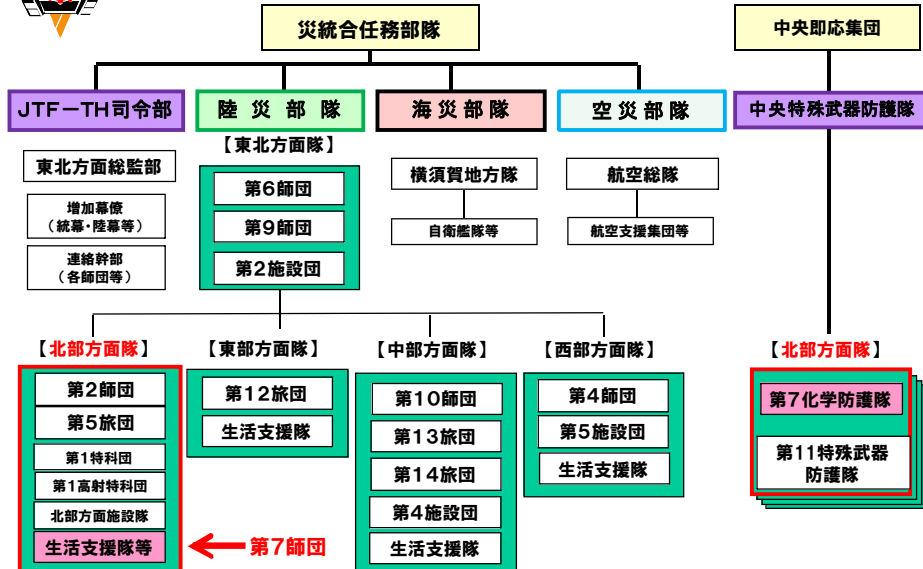 災統合任務部隊
中央即応集団
JTF－TH司令部
陸災部隊
海災部隊
空災部隊
中央特殊武器防護隊
【東北方面隊】
東北方面総監部
増加幕僚
（統幕・陸幕等）
連絡幹部
（各師団等）
第6師団
第9師団
第2施設団
横須賀地方隊
自衛艦隊等
航空総隊
航空支援集団等
【北部方面隊】
第2師団
第5旅団
第1特科団
第1高射特科団
北部方面施設隊
生活支援隊等
第7師団
【東部方面隊】
第12旅団
生活支援隊
【中部方面隊】
第10師団
第13旅団
第14旅団
第4施設団
生活支援隊
【西部方面隊】
第4師団
第5施設団
生活支援隊
【北部方面隊】
第7化学防護隊
第11特殊武器
防護隊